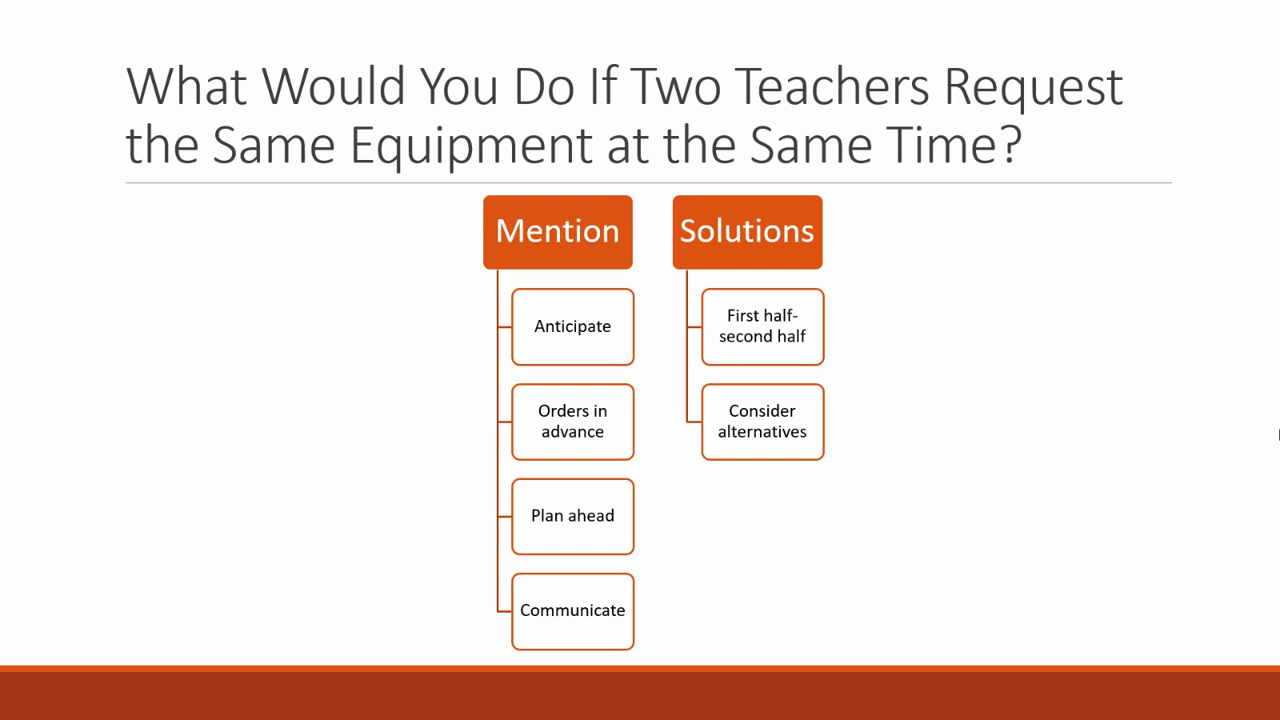 What Would You Do If Two Teachers Request
the Same Equipment at the Same Time?
Mention
Anticipate
Orders in
advance
Plan ahead
Communicate
Solutions
First half-
second half
Consider
alternatives